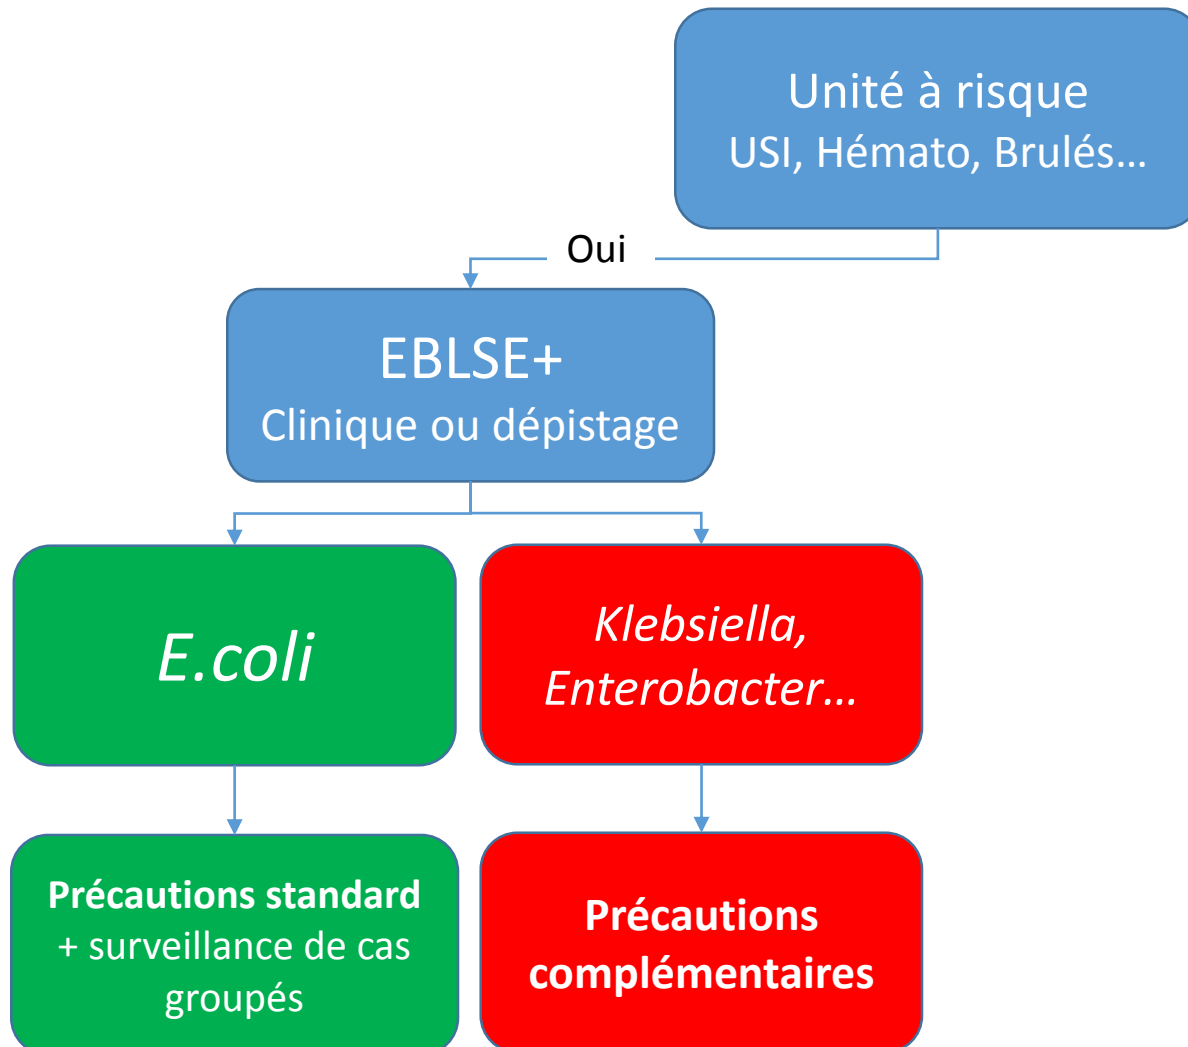 Unité à risque
USI, Hémato, Brulés...
Oui
EBLSE+
Clinique ou dépistage
E.coli
Klebsiella,
Enterobacter...
Précautions standard
+ surveillance de cas
groupés
Précautions
complémentaires